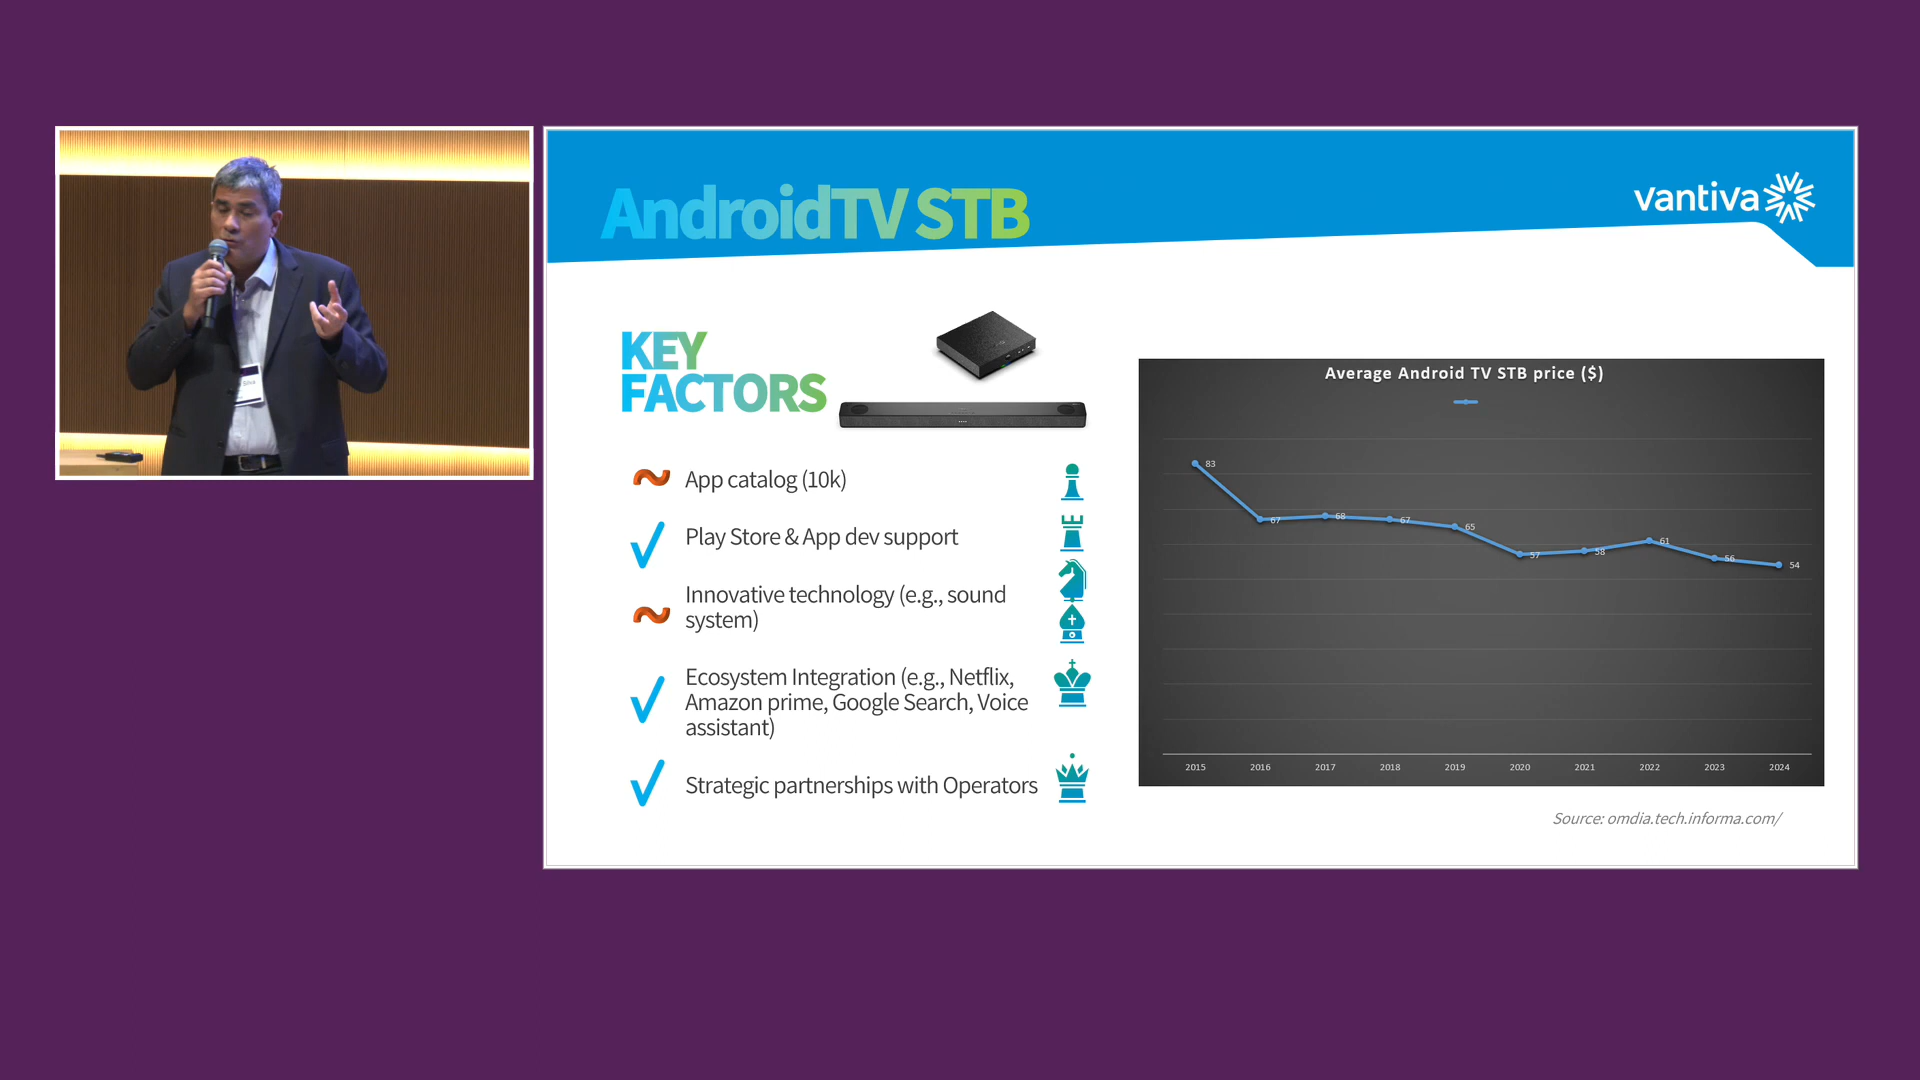 Silva
AndroidTV STB
vantiva
KEY
FACTORS
App catalog (10k)
Play Store & App dev support
Innovative technology (e.g., sound
system)
Ecosystem Integration (e.g., Netflix,
Amazon prime, Google Search, Voice
assistant)
Strategic partnerships with Operators
Average Android TV STB price ($)
83
67
68
67
65
57
58
61
56
54
2015 2016 2017 2018 2019 2020 2021 2022 2023 2024
Source: omdia.tech.informa.com/